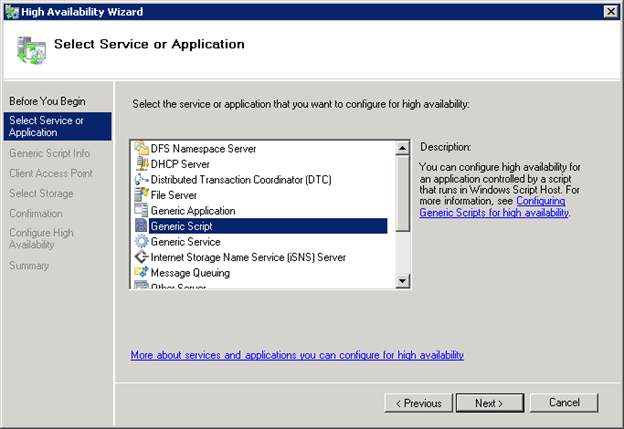 High Availability Wizard
Select Service or Application
Before You Begin
Select Service or
Application
Generic Script Info
Client Access Point
Select Storage
Confirmation
Configure High
Availability
Summary
Select the service or application that you want to configure for high availability:
DFS Namespace Server
DHCP Server
Distributed Transaction Coordinator (DTC)
File Server
Generic Application
Generic Script
Generic Service
Internet Storage Name Service (iSNS) Server
Message Queuing
Other Server
Description:
You can configure high availability for
an application controlled by a script
that runs in Windows Script Host. For
more information, see Configuring
Generic Scripts for high availability.
More about services and applications you can configure for high availability
< Previous
Next >
Cancel